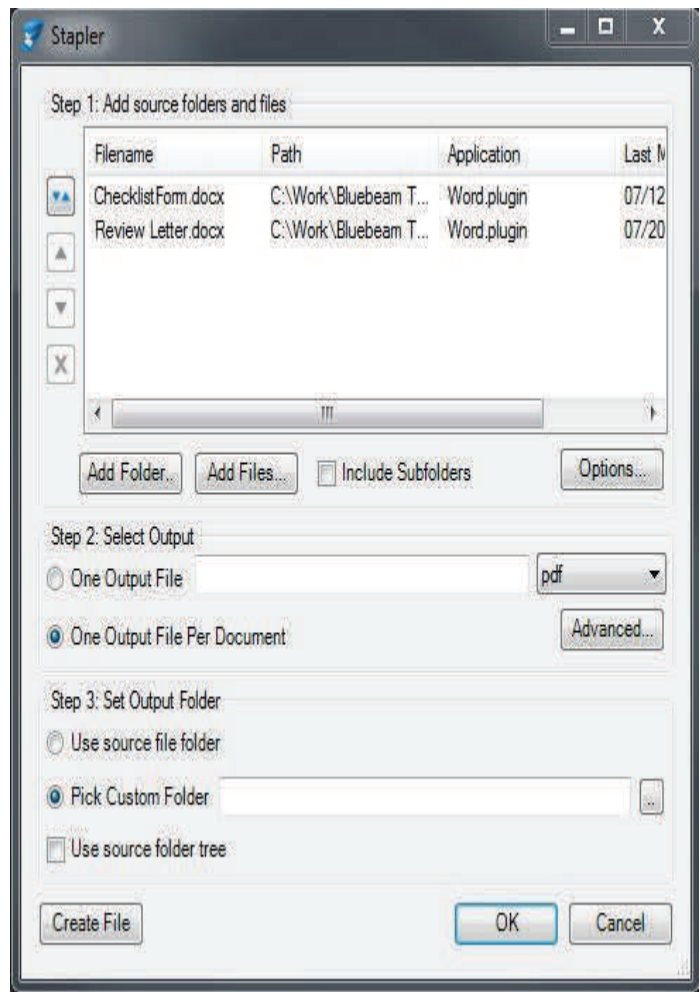 Stapler
Step 1: Add source folders and files
Filename Path Application Last M
ChecklistForm.docx C:\Work\Bluebeam T... Word.plugin 07/12
Review Letter.docx C:\Work\Bluebeam T... Word.plugin 07/20
Add Folder.. Add Files... Include Subfolders Options...
Step 2: Select Output
One Output File pdf
One Output File Per Document Advanced...
Step 3: Set Output Folder
Use source file folder
Pick Custom Folder ..
Use source folder tree
Create File OK Cancel